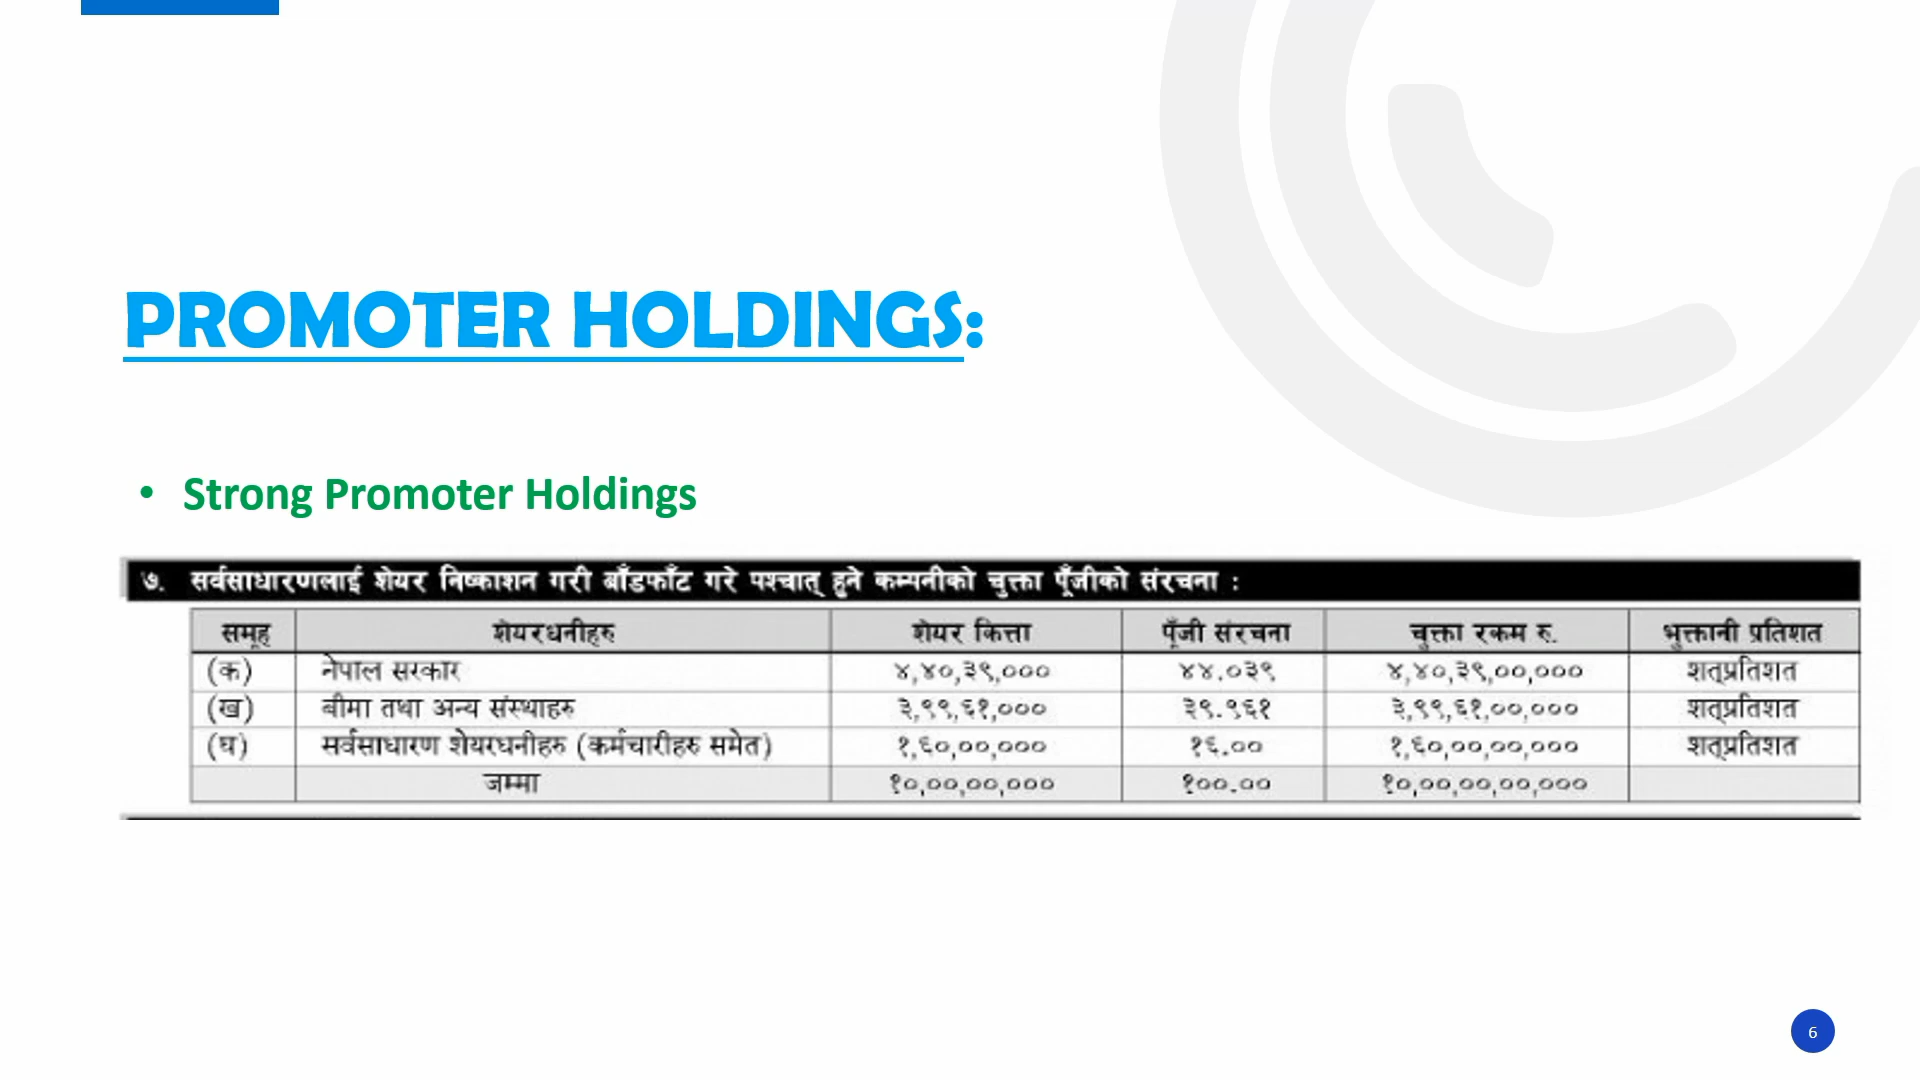 PROMOTER HOLDINGS:
• Strong Promoter Holdings
७. सर्वसाधारणलाई शेयर निष्काशन गरी बाँडफाँट गरे पश्चात् हुने कम्पनीको चुक्ता पूँजीको संरचना :
समूह शेयरधनीहरु शेयर कित्ता पूँजी संरचना चुक्ता रकम रु. भुक्तानी प्रतिशत
(क) नेपाल सरकार ४,४०,३९,००० ४४.०३९ ४,४०,३९,००,००० शत्प्रतिशत
(ख) बीमा तथा अन्य संस्थाहरु ३,९९,६१,००० ३९.९६१ ३,९९,६१,००,००० शत्प्रतिशत
(घ) सर्वसाधारण शेयरधनीहरु (कर्मचारीहरु समेत) १,६०,००,००० १६.०० १,६०,००,००,००० शत्प्रतिशत
जम्मा १०,००,००,००० १००.०० १०,००,००,००,०००
6